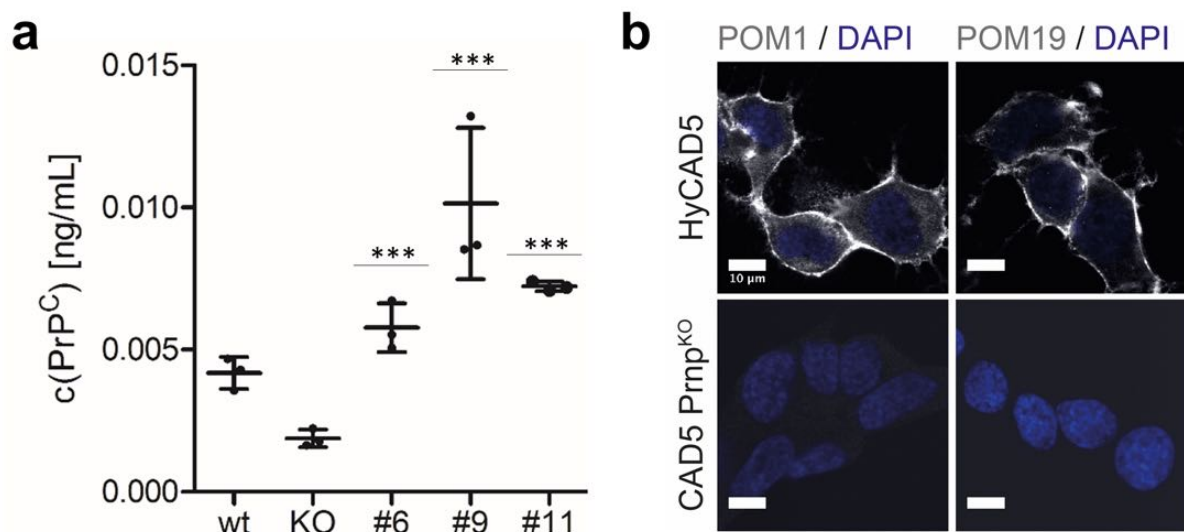 a
c(PrP^C) [ng/mL]
0.015
0.010
0.005
0.000
***
***
***
wt KO #6 #9 #11
b
POM1 / DAPI POM19 / DAPI
HyCAD5
10 µm
CAD5 Prnp^KO